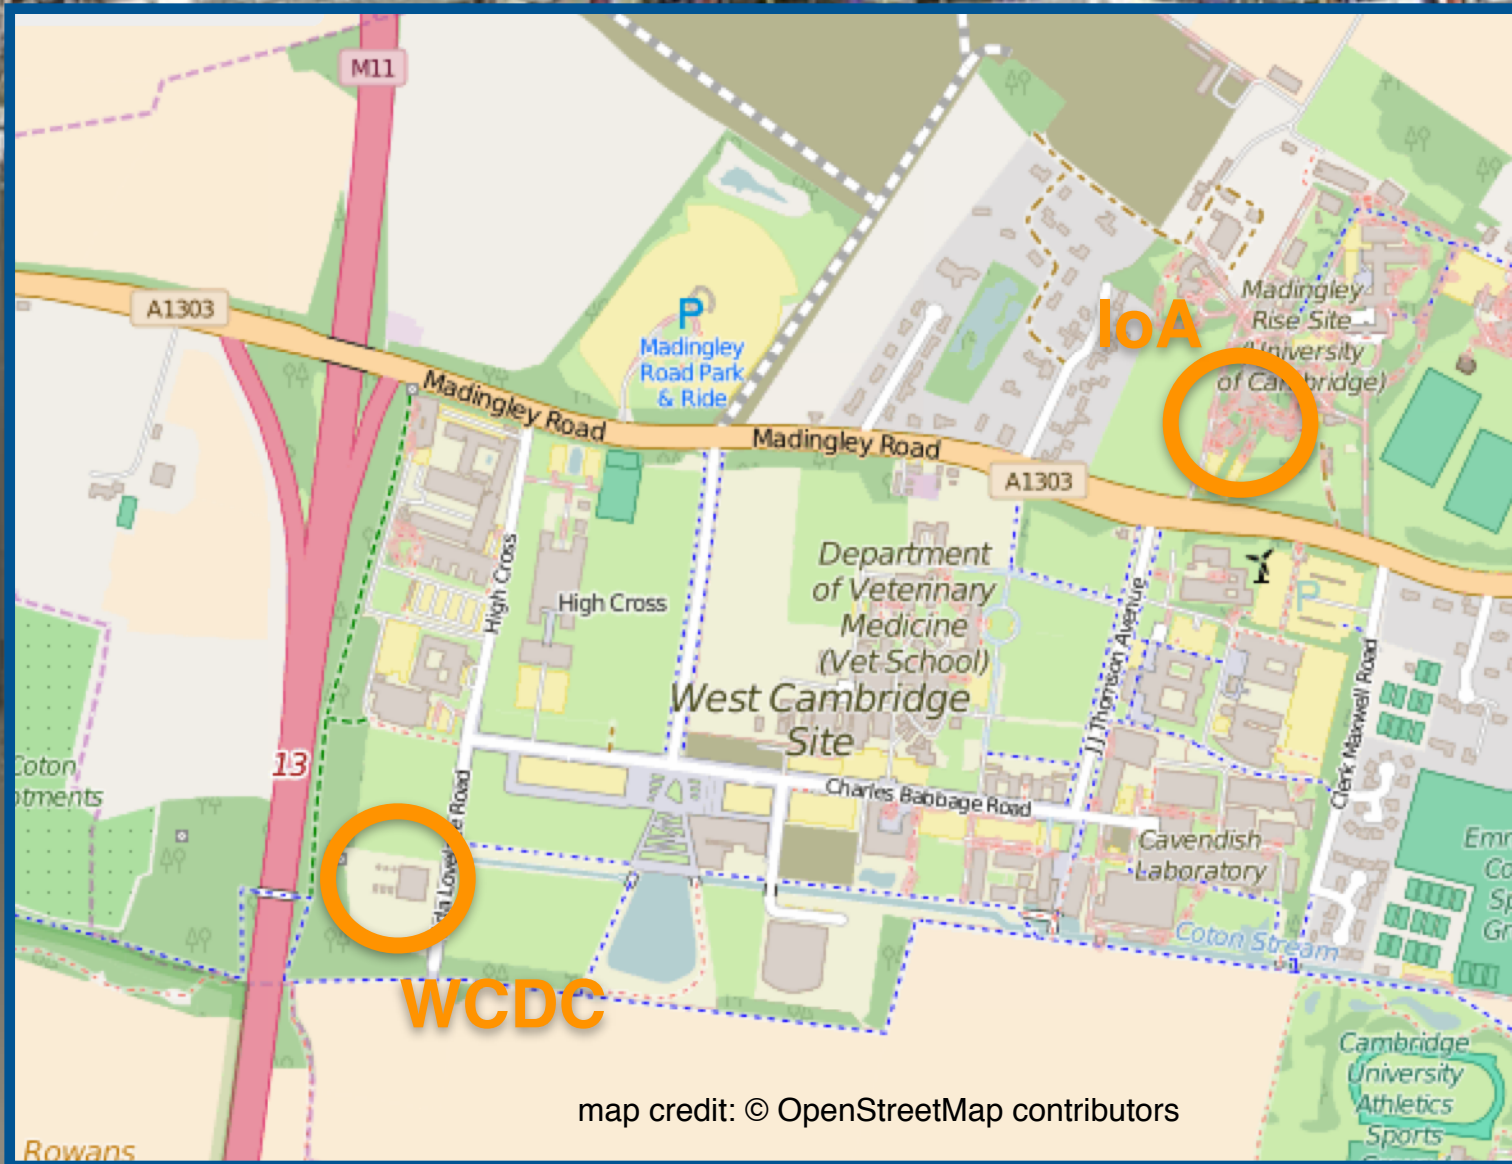 M11
A1303
P
Madingley
Road Park
& Ride
IoA
Madingley
Rise Site
(University
of Cambridge)
Madingley Road
Madingley Road
A1303
High Cross
High Cross
Department
of Veterinary
Medicine
(Vet School)
West Cambridge
Site
JJ Thomson Avenue
P
Clerk Maxwell Road
13
Coton
Charles Babbage Road
Cavendish
Laboratory
Road
Coton Stream
1
WCDC
Cambridge
University
Athletics
Sports
map credit: © OpenStreetMap contributors
Rowans